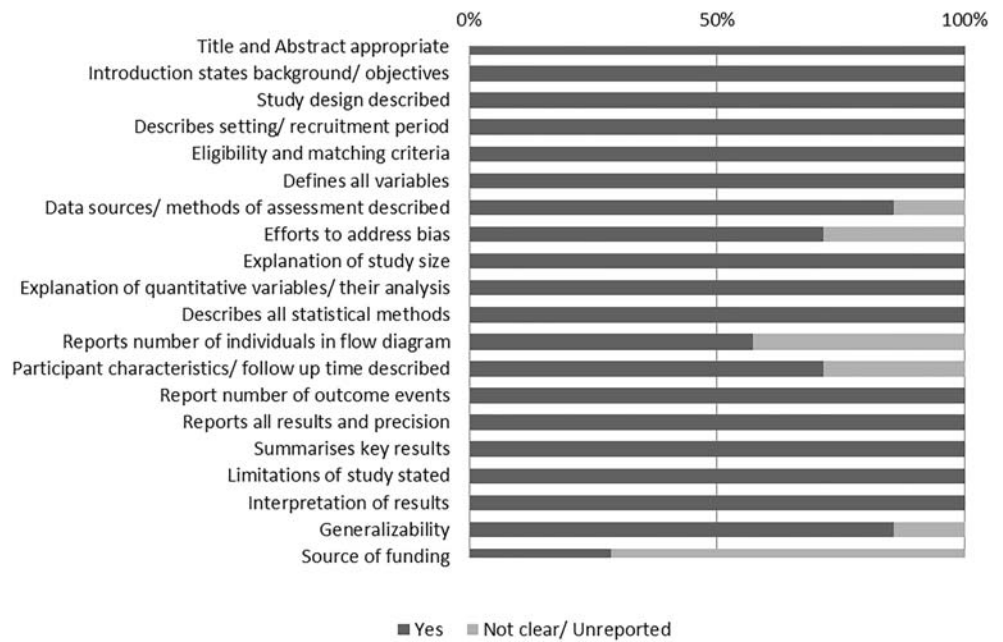 0% 50% 100%
Title and Abstract appropriate
Introduction states background/ objectives
Study design described
Describes setting/ recruitment period
Eligibility and matching criteria
Defines all variables
Data sources/ methods of assessment described
Efforts to address bias
Explanation of study size
Explanation of quantitative variables/ their analysis
Describes all statistical methods
Reports number of individuals in flow diagram
Participant characteristics/ follow up time described
Report number of outcome events
Reports all results and precision
Summarises key results
Limitations of study stated
Interpretation of results
Generalizability
Source of funding
Yes Not clear/ Unreported